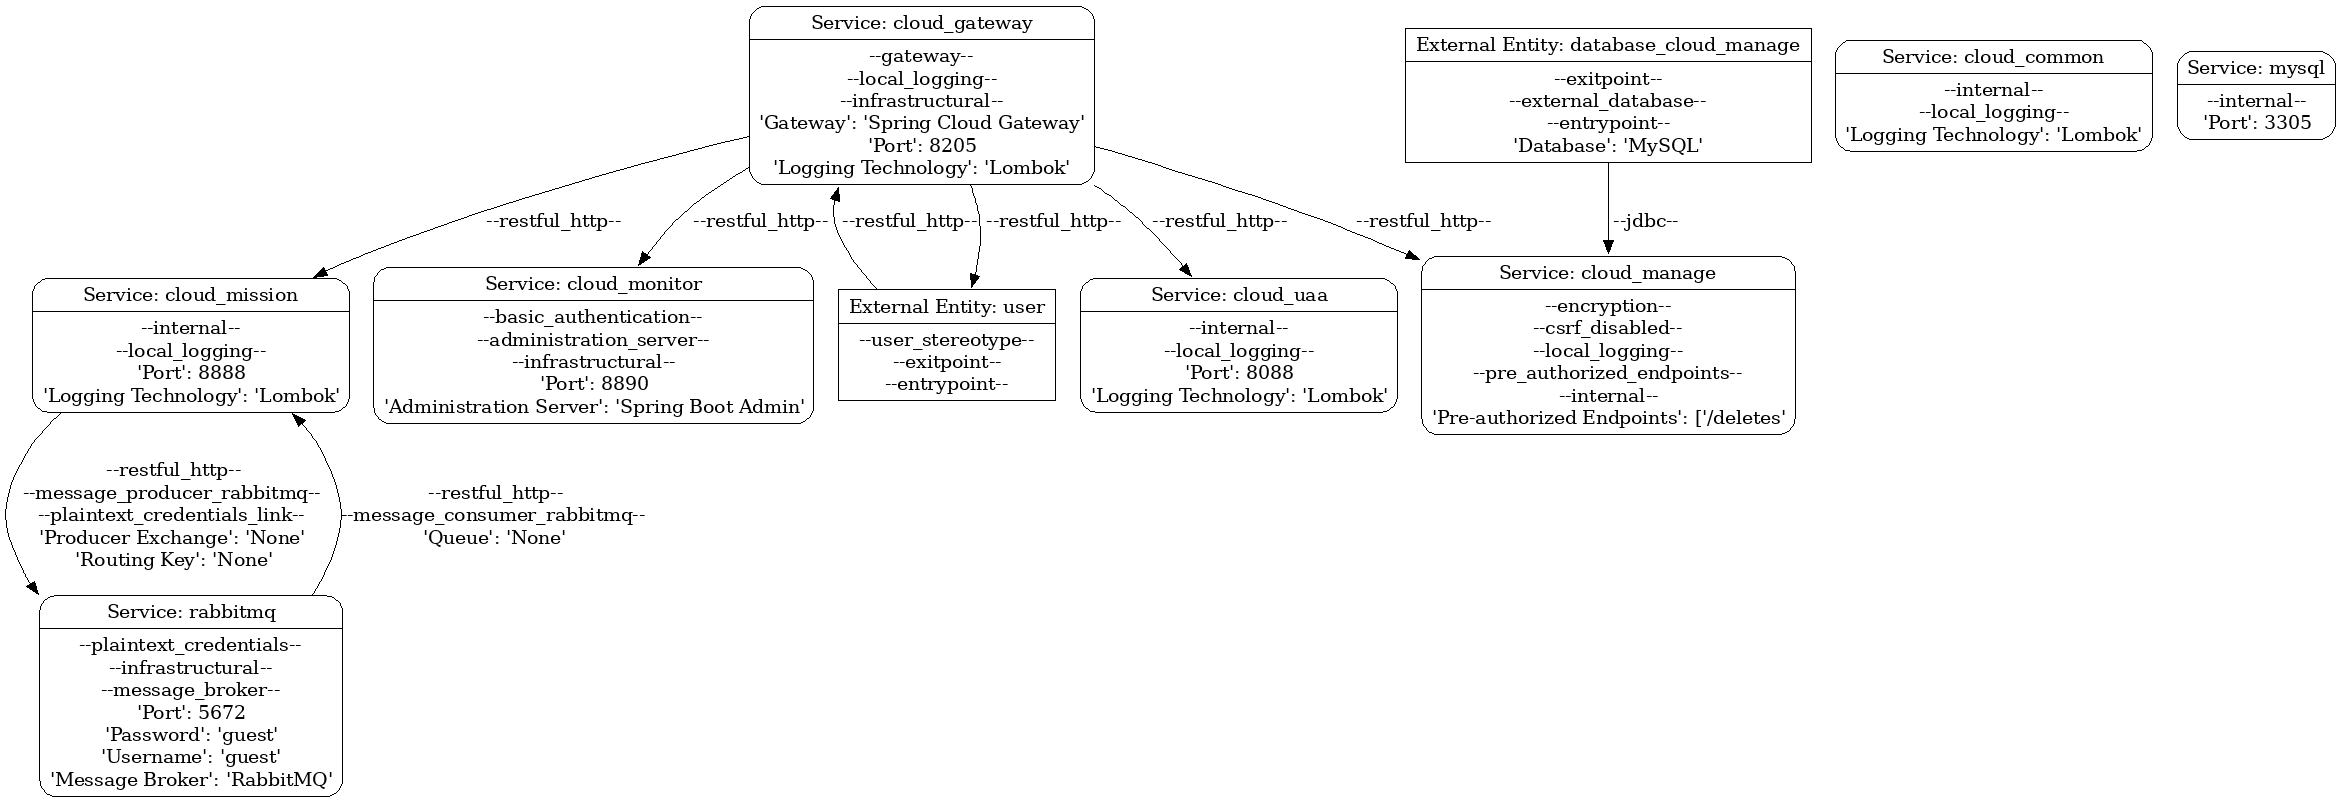 Service: cloud_gateway
--gateway--
--local_logging--
--infrastructural--
'Gateway': 'Spring Cloud Gateway'
'Port': 8205
'Logging Technology': 'Lombok'
External Entity: database_cloud_manage
--exitpoint--
--external_database--
--entrypoint--
'Database': 'MySQL'
Service: cloud_common
--internal--
--local_logging--
'Logging Technology': 'Lombok'
Service: mysql
--internal--
'Port': 3305
--restful_http--
--restful_http--
--restful_http--
--restful_http--
--restful_http--
--restful_http--
--jdbc--
Service: cloud_mission
--internal--
--local_logging--
'Port': 8888
'Logging Technology': 'Lombok'
Service: cloud_monitor
--basic_authentication--
--administration_server--
--infrastructural--
'Port': 8890
'Administration Server': 'Spring Boot Admin'
External Entity: user
--user_stereotype--
--exitpoint--
--entrypoint--
Service: cloud_uaa
--internal--
--local_logging--
'Port': 8088
'Logging Technology': 'Lombok'
Service: cloud_manage
--encryption--
--csrf_disabled--
--local_logging--
--pre_authorized_endpoints--
--internal--
'Pre-authorized Endpoints': ['/deletes'
--restful_http--
--message_producer_rabbitmq--
--plaintext_credentials_link--
'Producer Exchange': 'None'
'Routing Key': 'None'
--restful_http--
--message_consumer_rabbitmq--
'Queue': 'None'
Service: rabbitmq
--plaintext_credentials--
--infrastructural--
--message_broker--
'Port': 5672
'Password': 'guest'
'Username': 'guest'
'Message Broker': 'RabbitMQ'